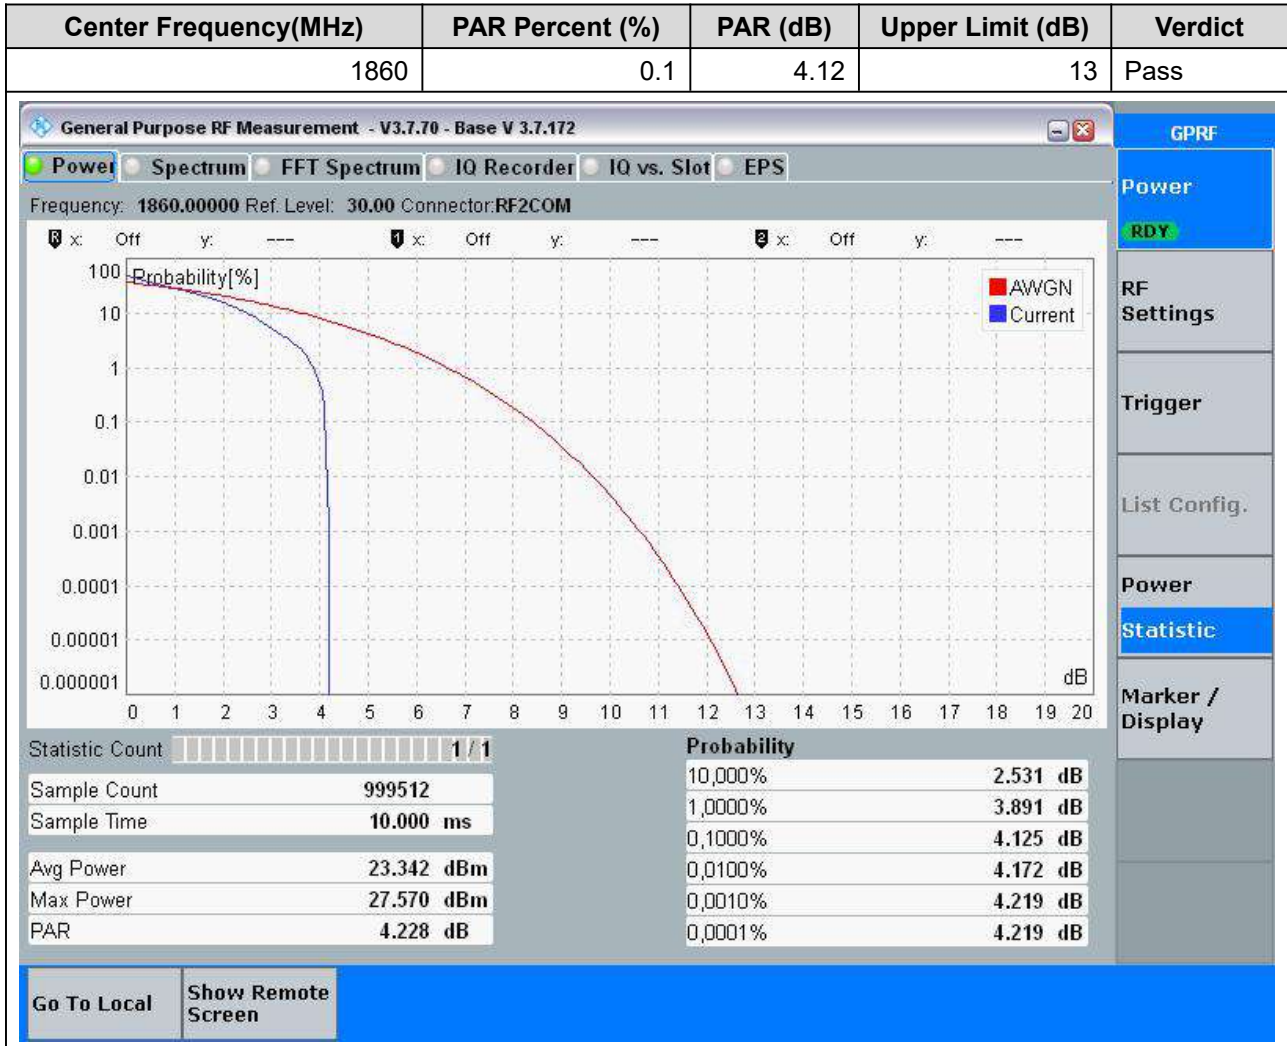 Center Frequency(MHz) PAR Percent (%) PAR (dB) Upper Limit (dB) Verdict
1860 0.1 4.12 13 Pass
General Purpose RF Measurement - V3.7.70 - Base V 3.7.172
GPRF
Power Spectrum FFT Spectrum IQ Recorder IQ vs. Slot EPS
Frequency: 1860.00000 Ref. Level: 30.00 Connector:RF2COM
R x: Off y: --- 1 x: Off y: --- 2 x: Off y: ---
Probability[%]
AWGN
Current
100
10
1
0.1
0.01
0.001
0.0001
0.00001
0.000001
dB
0 1 2 3 4 5 6 7 8 9 10 11 12 13 14 15 16 17 18 19 20
Statistic Count 1 / 1
Sample Count 999512
Sample Time 10.000 ms
Avg Power 23.342 dBm
Max Power 27.570 dBm
PAR 4.228 dB
Probability
10,000% 2.531 dB
1,0000% 3.891 dB
0,1000% 4.125 dB
0,0100% 4.172 dB
0,0010% 4.219 dB
0,0001% 4.219 dB
Power
RDY
RF
Settings
Trigger
List Config.
Power
Statistic
Marker /
Display
Go To Local
Show Remote
Screen